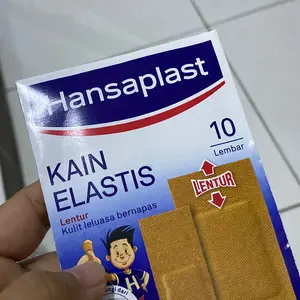 Hansaplast
KAIN
ELASTIS
10
Lembar
Lentur
Kulit leluasa bernapas
LENTUR
H